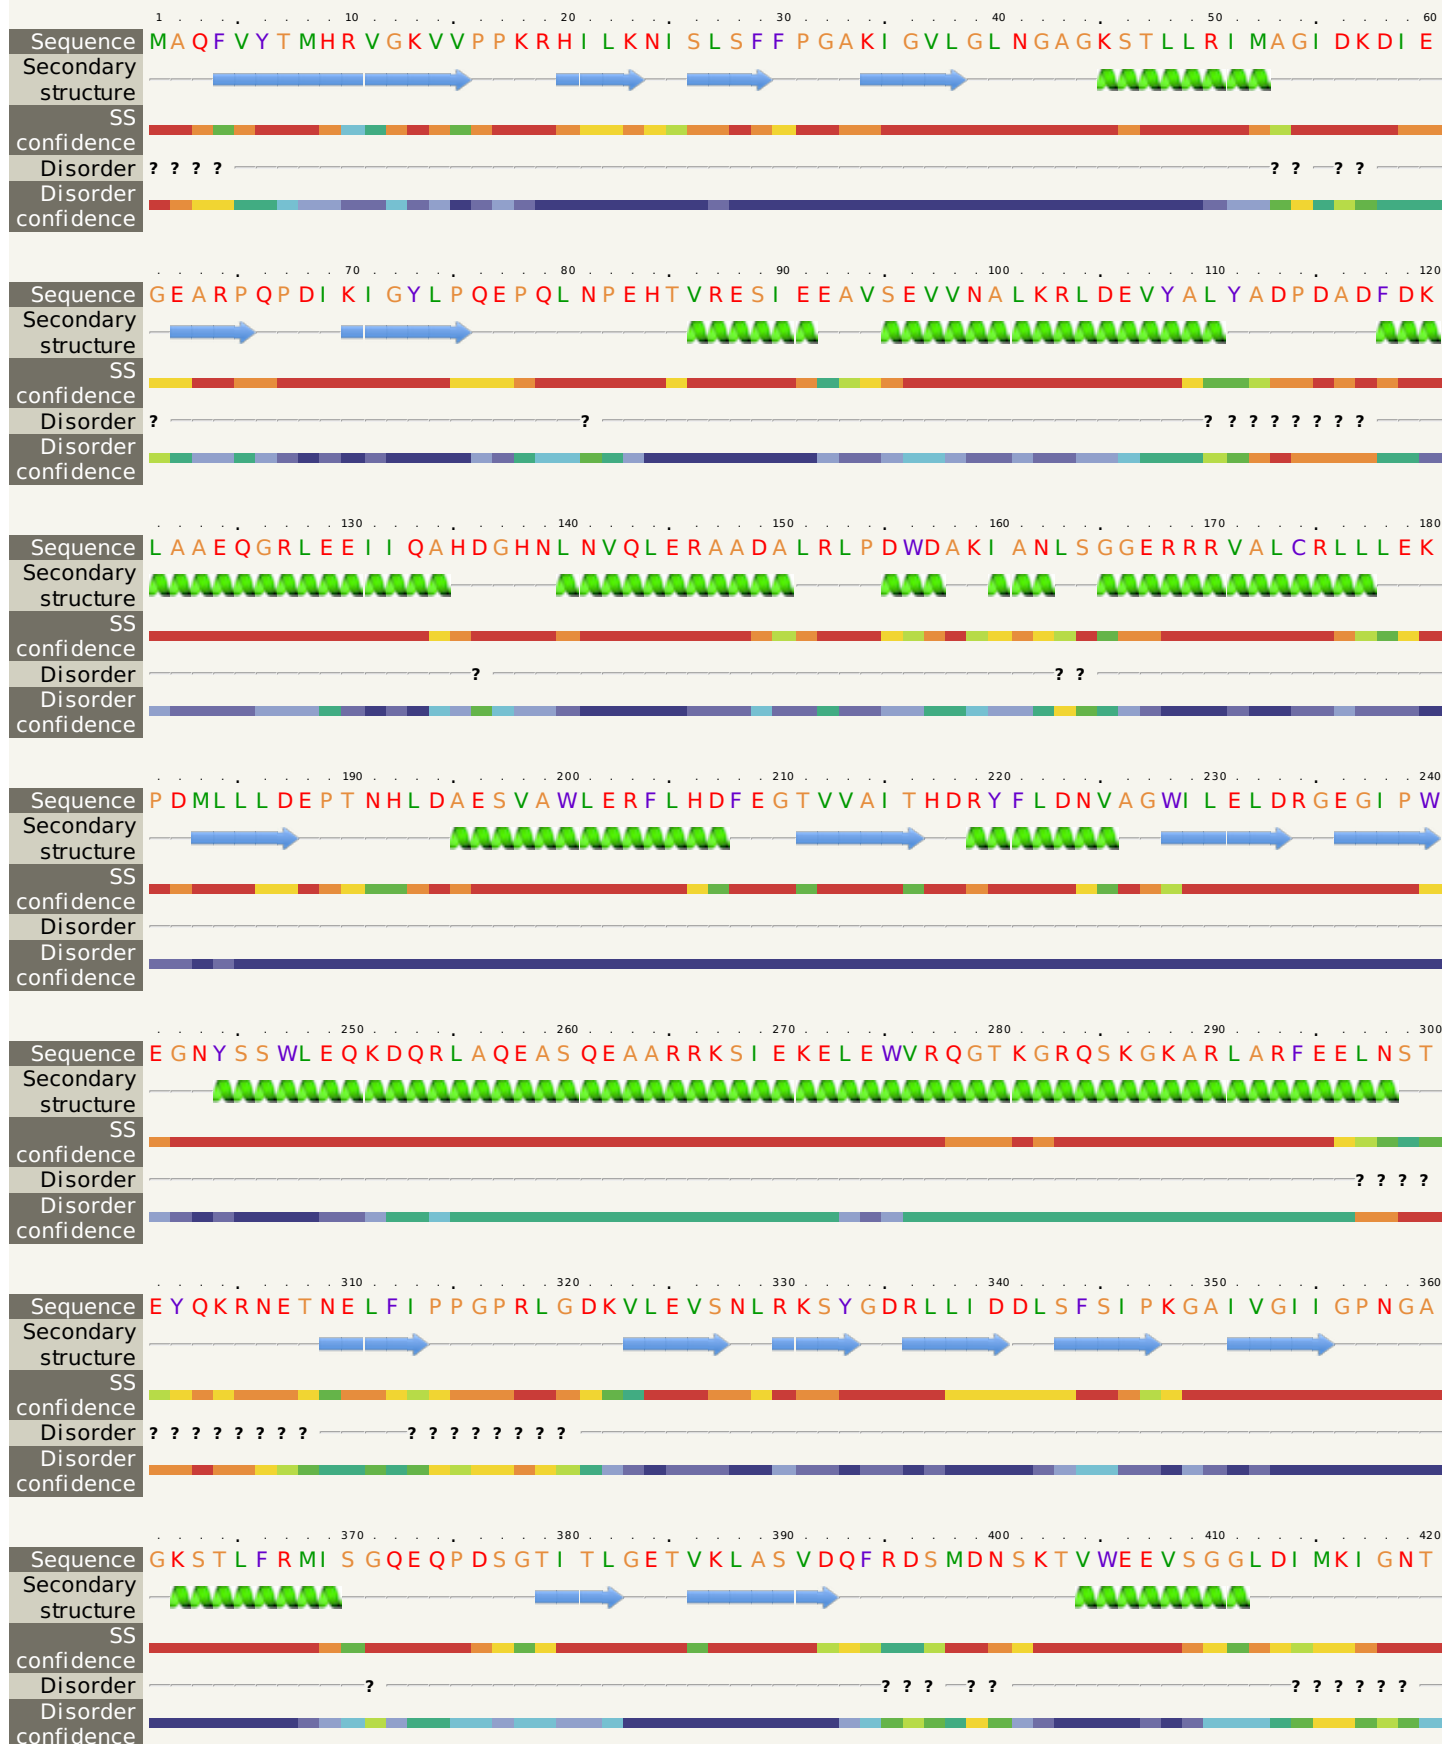 1 10 20 30 40 50 60
Sequence MAQFVYTMHRVGKVVPPKRHILKNISLSFFPGAKIGVLGLNGAGKSTLLRIMAGIDKDIE
Secondary
structure
SS
confidence
Disorder ? ? ? ? ? ? ? ?
Disorder
confidence
70 80 90 100 110 120
Sequence GEARPQPDIKIGYLPQEPQLNPEHTVRESIEEAVSEVVNALKRLDEVYALYADPDADFDK
Secondary
structure
SS
confidence
Disorder ? ? ? ? ? ? ? ? ? ?
Disorder
confidence
130 140 150 160 170 180
Sequence LAAEQGRLEEIIQAHDGHNLNVQLERAADALRLPDWDAKIANLSGGERRRVALCRLLLEK
Secondary
structure
SS
confidence
Disorder ? ? ?
Disorder
confidence
190 200 210 220 230 240
Sequence PDMLLLDEPTNHLDAESVAWLERFLHDFEGTVVAITHDRYFLDNVAGWILELDRGEGIPW
Secondary
structure
SS
confidence
Disorder
Disorder
confidence
250 260 270 280 290 300
Sequence EGNYSSWLEQKDQRLAQEASQEAARRKSIEKELEWVRQGTKGRQSKGKARLARFEELNST
Secondary
structure
SS
confidence
Disorder ? ? ? ?
Disorder
confidence
310 320 330 340 350 360
Sequence EYQKRNETNELFIPPGPRLGDKVLEVSNLRKSYGDRLLIDDLSFSIPKGAIVGIIGPNGA
Secondary
structure
SS
confidence
Disorder ? ? ? ? ? ? ? ? ? ? ? ? ? ? ? ?
Disorder
confidence
370 380 390 400 410 420
Sequence GKSTLFRMISGQEQPDSGTITLGETVKLASVDQFRDSMDNSKTVWEEVSGGLDIMKIGNT
Secondary
structure
SS
confidence
Disorder ? ? ? ? ? ? ? ? ? ? ? ?
Disorder
confidence